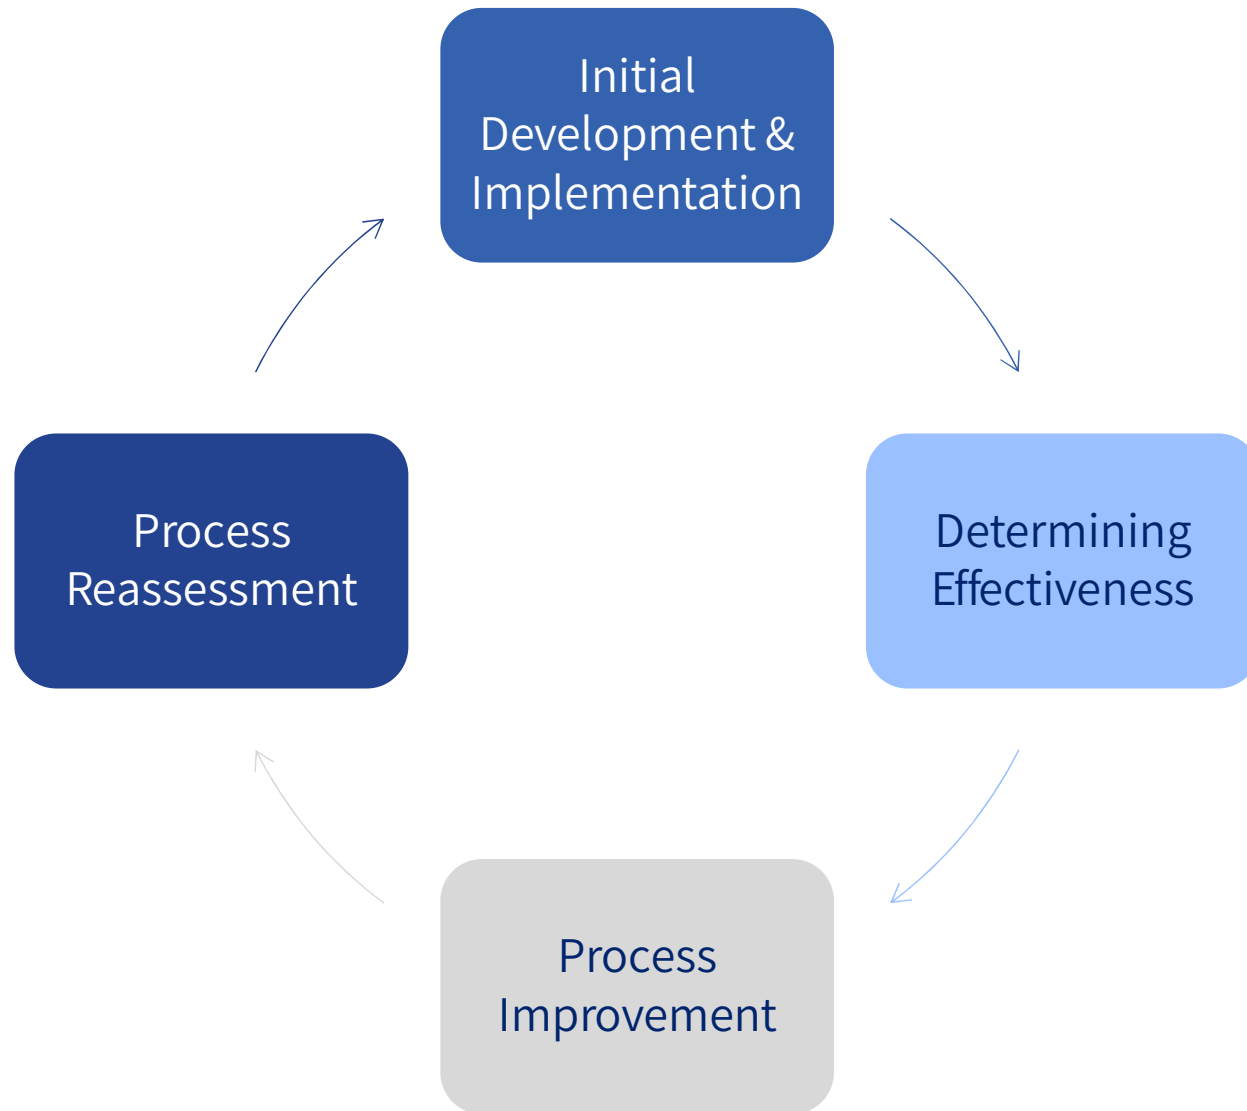 Initial
Development &
Implementation
Determining
Effectiveness
Process
Improvement
Process
Reassessment